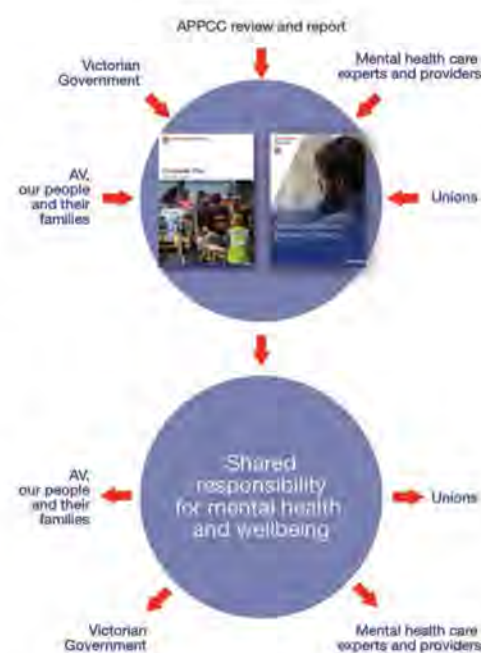 APPCC review and report
Victorian
Government
Mental health care
experts and providers
AV,
our people
and their
families
Unions
Shared
responsibility
for mental health
and wellbeing
AV,
our people
and their
families
Unions
Victorian
Government
Mental health care
experts and providers